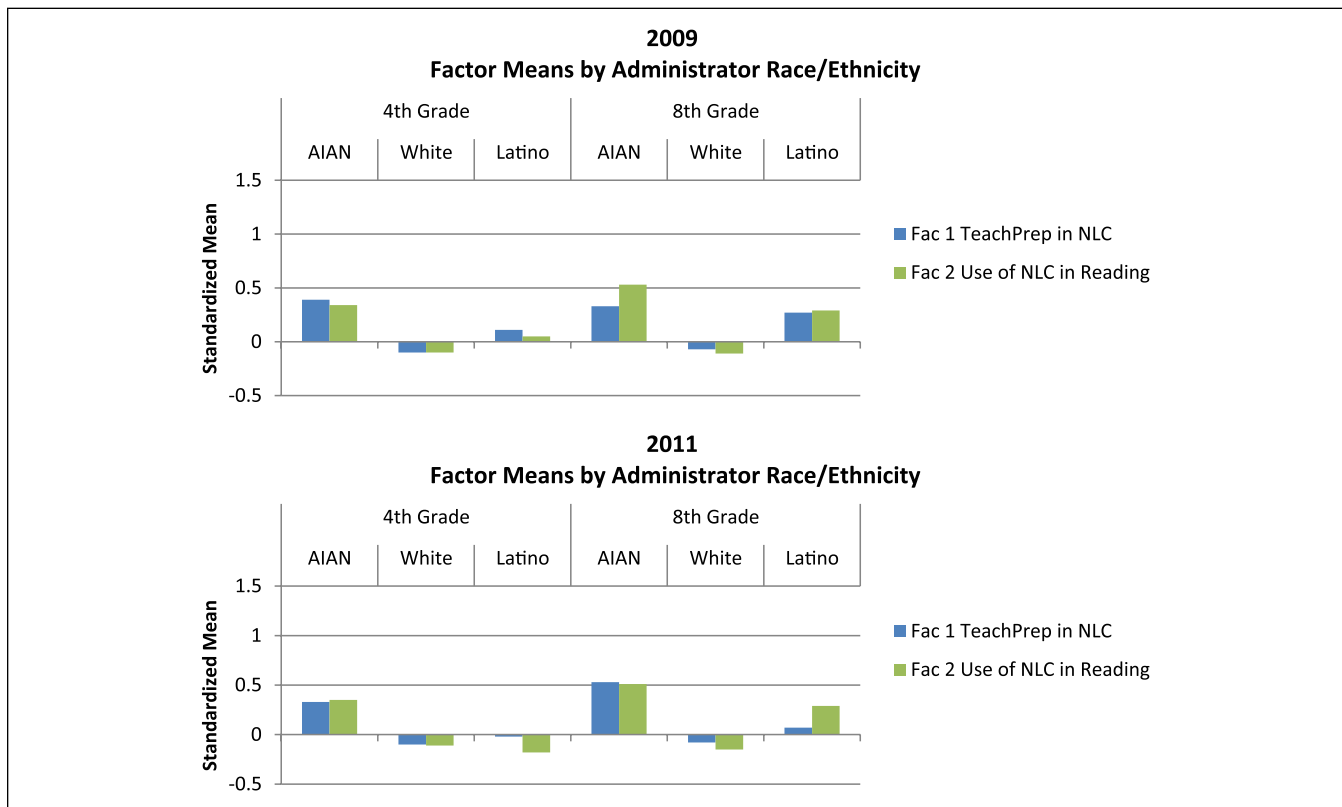 2009
Factor Means by Administrator Race/Ethnicity
4th Grade 8th Grade
AIAN White Latino AIAN White Latino
1.5
1
0.5
0
-0.5
Standardized Mean
Fac 1 TeachPrep in NLC
Fac 2 Use of NLC in Reading
2011
Factor Means by Administrator Race/Ethnicity
4th Grade 8th Grade
AIAN White Latino AIAN White Latino
1.5
1
0.5
0
-0.5
Standardized Mean
Fac 1 TeachPrep in NLC
Fac 2 Use of NLC in Reading